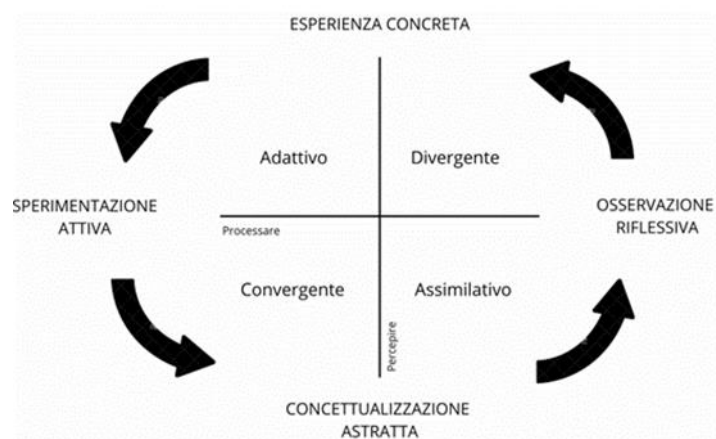 ESPERIENZA CONCRETA
Adattivo
Divergente
SPERIMENTAZIONE
ATTIVA
OSSERVAZIONE
RIFLESSIVA
Processare
Convergente
Assimilativo
Percepire
CONCETTUALIZZAZIONE
ASTRATTA